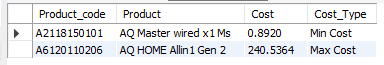 Product_code Product Cost Cost_Type
A2118150101 AQ Master wired x1 Ms 0.8920 Min Cost
A6120110206 AQ HOME Allin1 Gen 2 240.5364 Max Cost